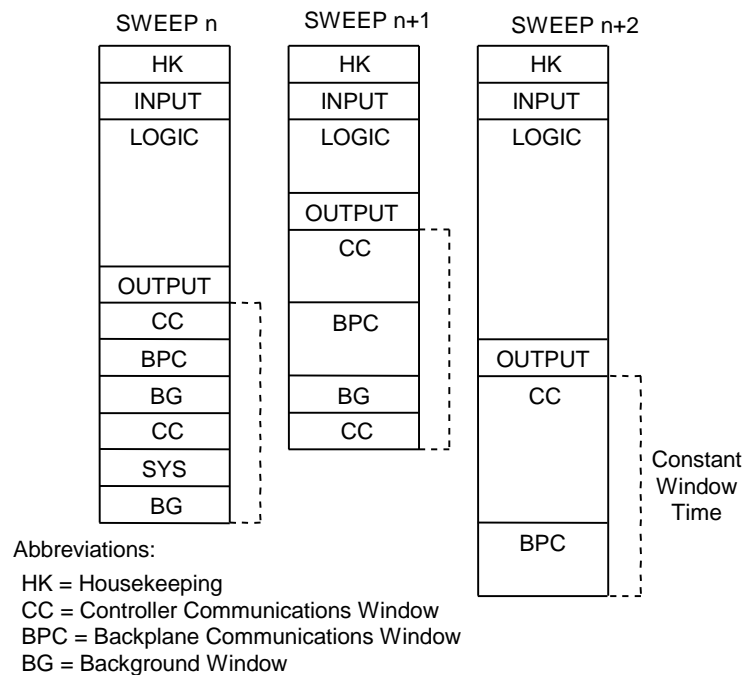 SWEEP n
HK
INPUT
LOGIC
OUTPUT
CC
BPC
BG
CC
SYS
BG
SWEEP n+1
HK
INPUT
LOGIC
OUTPUT
CC
BPC
BG
CC
SWEEP n+2
HK
INPUT
LOGIC
OUTPUT
CC
BPC
Constant
Window
Time
Abbreviations:
HK = Housekeeping
CC = Controller Communications Window
BPC = Backplane Communications Window
BG = Background Window